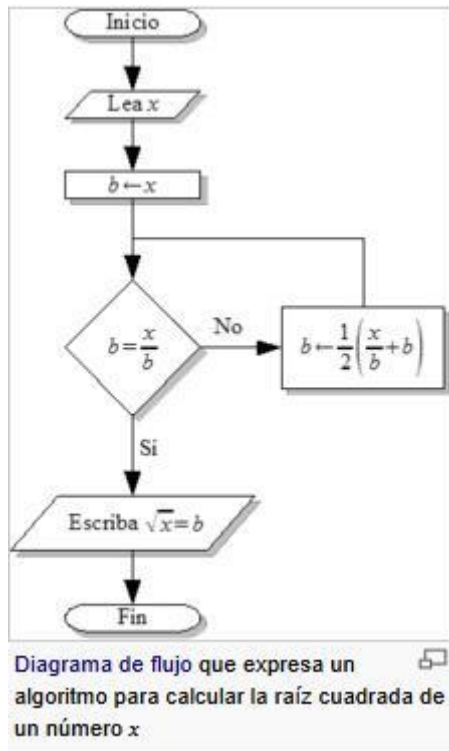 Inicio
Lea x
b ← x
b = x/b
No
b ← 1/2 (x/b + b)
Sí
Escriba √x = b
Fin
Diagrama de flujo que expresa un
algoritmo para calcular la raíz cuadrada de
un número x